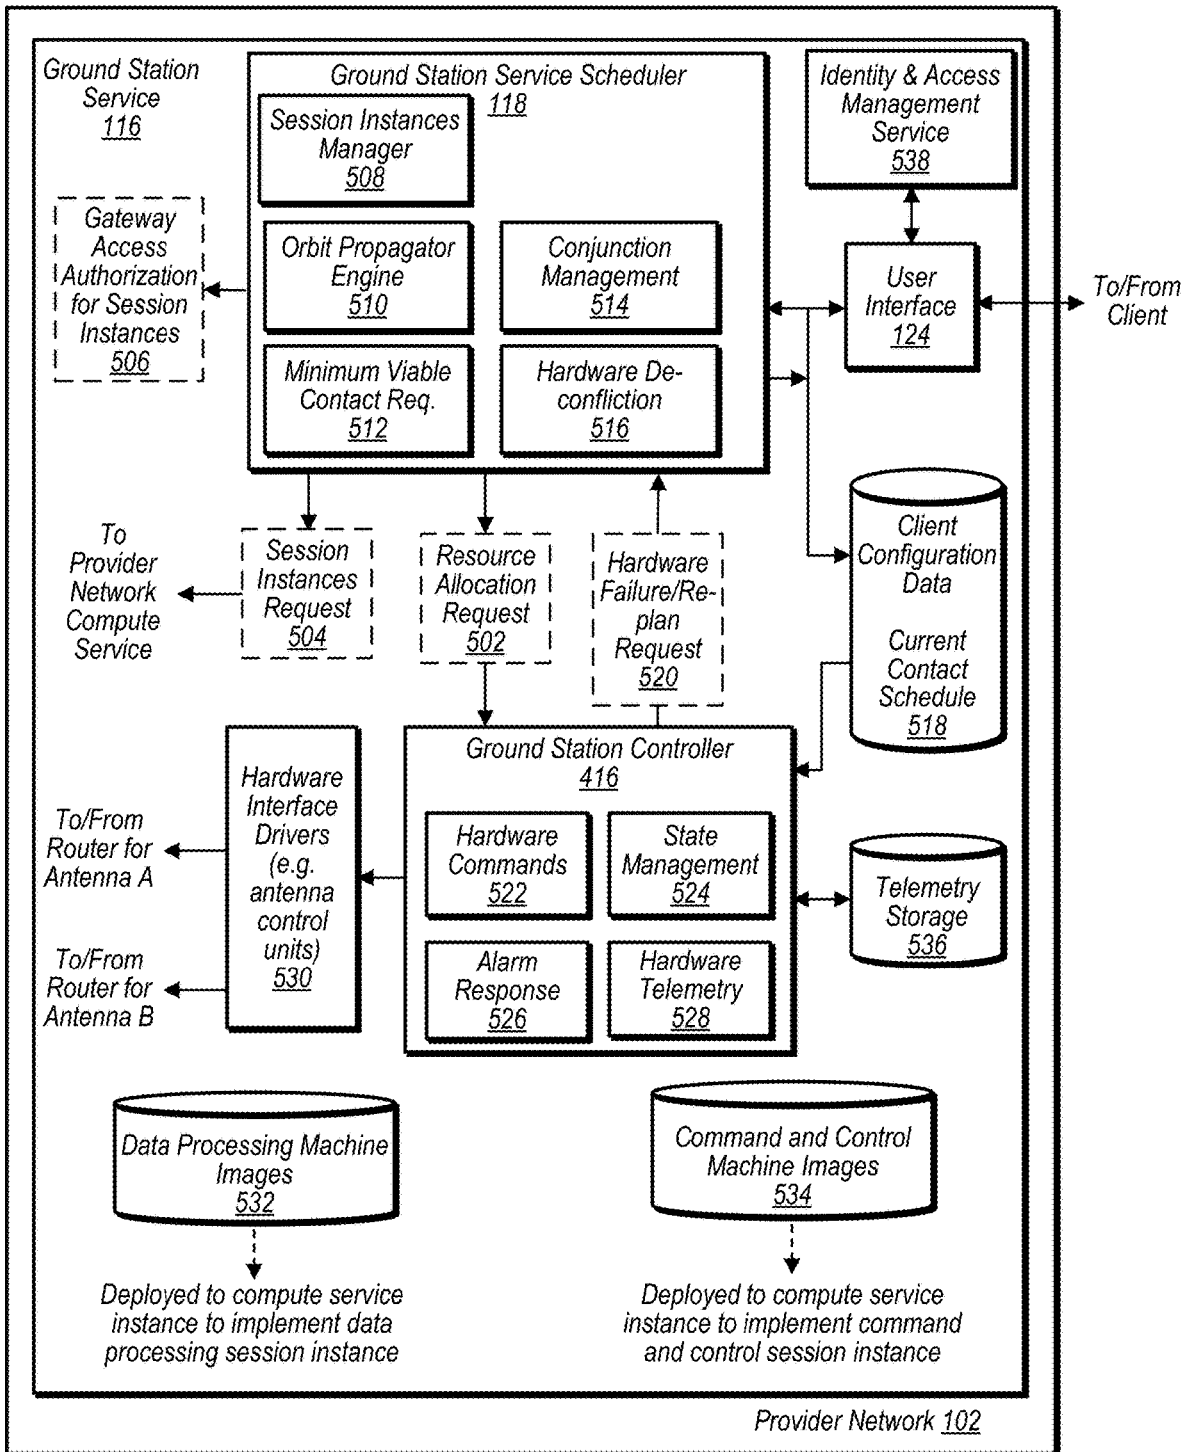 Ground Station
Service
116
Ground Station Service Scheduler
118
Session Instances
Manager
508
Orbit Propagator
Engine
510
Conjunction
Management
514
Minimum Viable
Contact Req.
512
Hardware De-
confliction
516
Identity & Access
Management
Service
538
User
Interface
124
To/From
Client
Gateway
Access
Authorization
for Session
Instances
506
To
Provider
Network
Compute
Service
Session
Instances
Request
504
Resource
Allocation
Request
502
Hardware
Failure/Re-
plan
Request
520
Client
Configuration
Data
Current
Contact
Schedule
518
Ground Station Controller
416
Hardware
Commands
522
State
Management
524
Alarm
Response
526
Hardware
Telemetry
528
Hardware
Interface
Drivers
(e.g.
antenna
control
units)
530
To/From
Router for
Antenna A
To/From
Router for
Antenna B
Telemetry
Storage
536
Data Processing Machine
Images
532
Command and Control
Machine Images
534
Deployed to compute service
instance to implement data
processing session instance
Deployed to compute service
instance to implement command
and control session instance
Provider Network 102